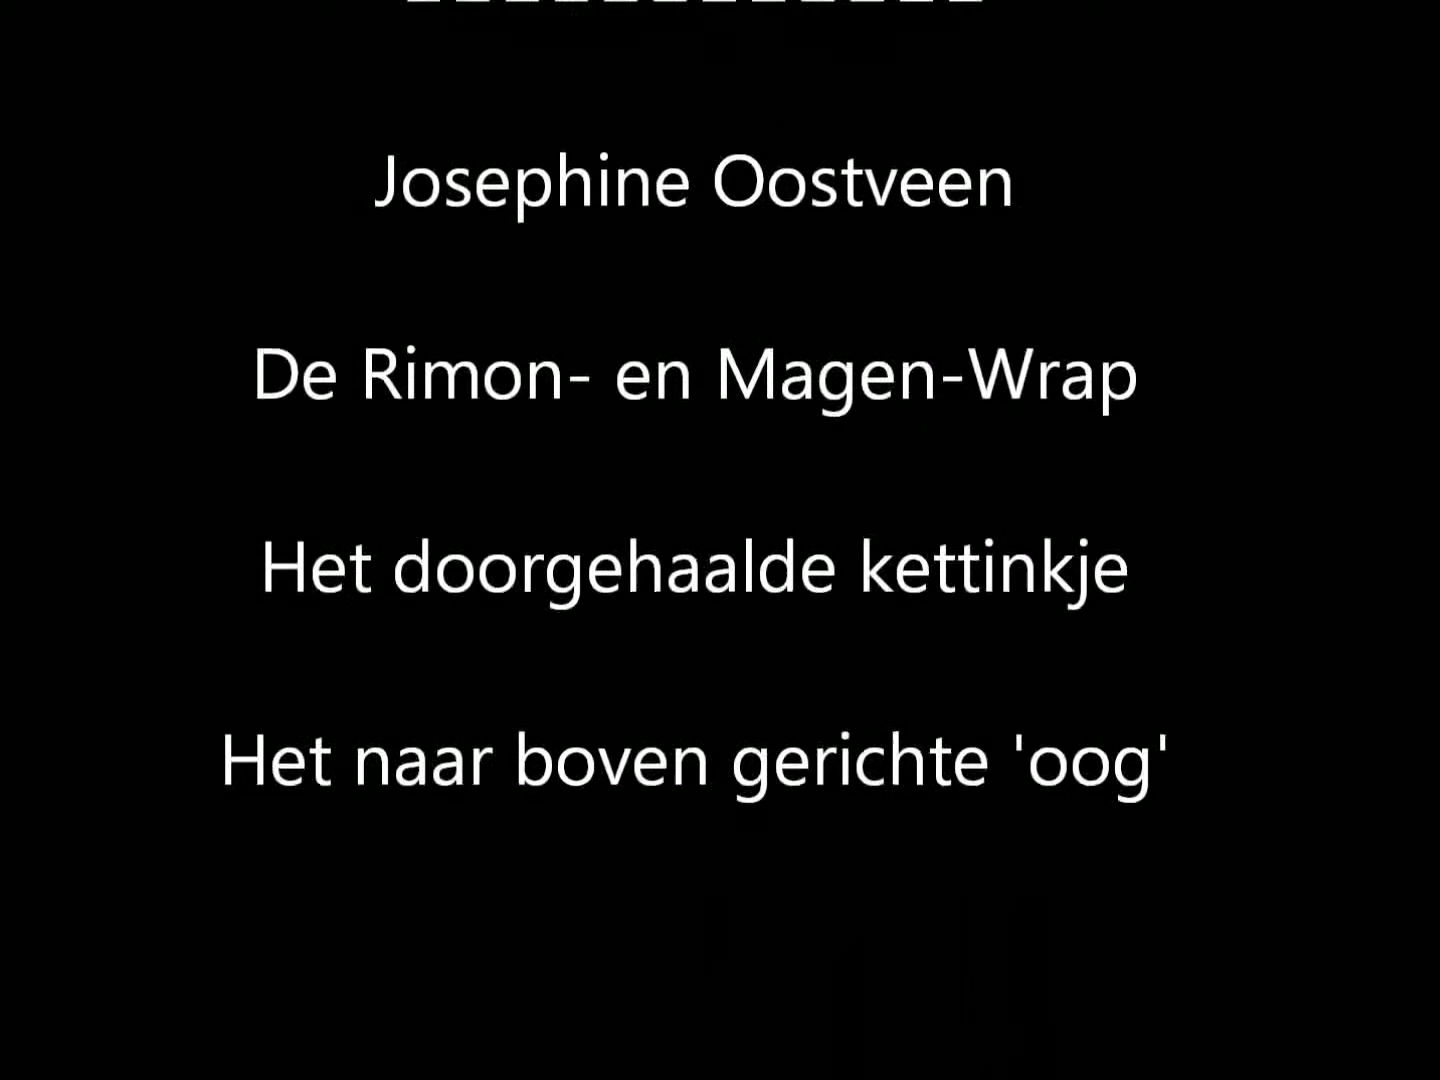 Josephine Oostveen
De Rimon- en Magen-Wrap
Het doorgehaalde kettinkje
Het naar boven gerichte 'oog'